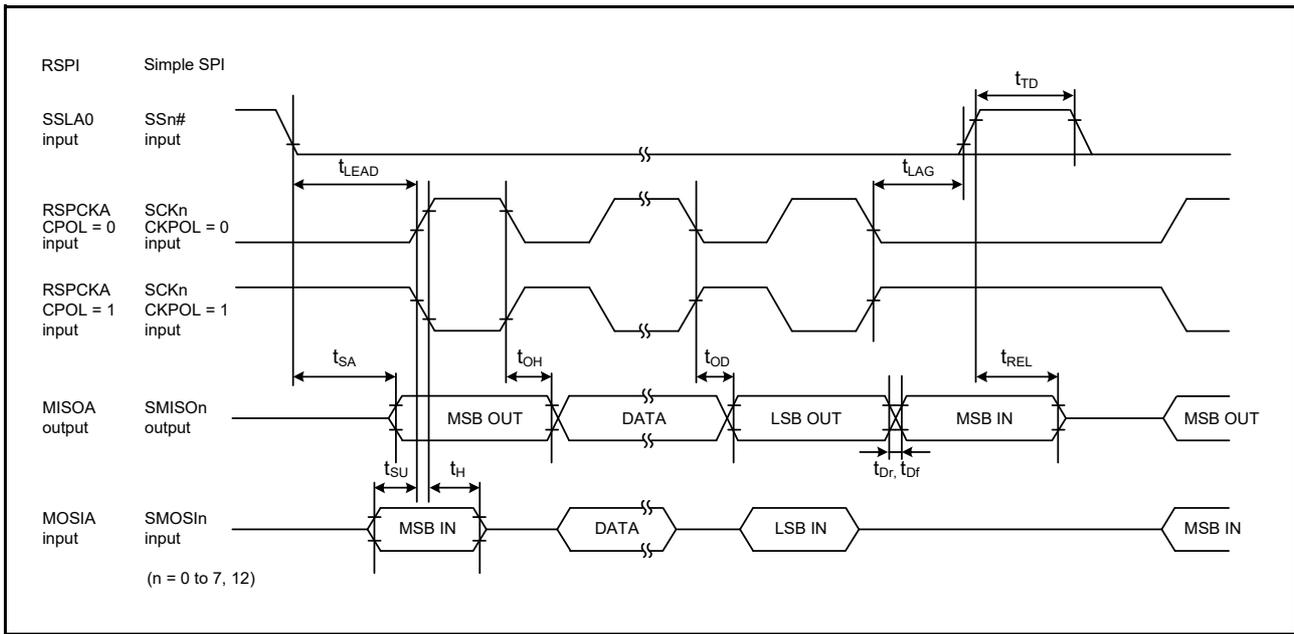 RSPI Simple SPI
tTD
SSLA0 SSn#
input input
tLEAD
tLAG
RSPCKA SCKn
CPOL = 0 CKPOL = 0
input input
RSPCKA SCKn
CPOL = 1 CKPOL = 1
input input
tSA
tOH
tOD
tREL
MISOA SMISOn
output output
MSB OUT DATA LSB OUT MSB IN MSB OUT
tSU
tH
tDr, tDf
MOSIA SMOSIn
input input
MSB IN DATA LSB IN MSB IN
(n = 0 to 7, 12)